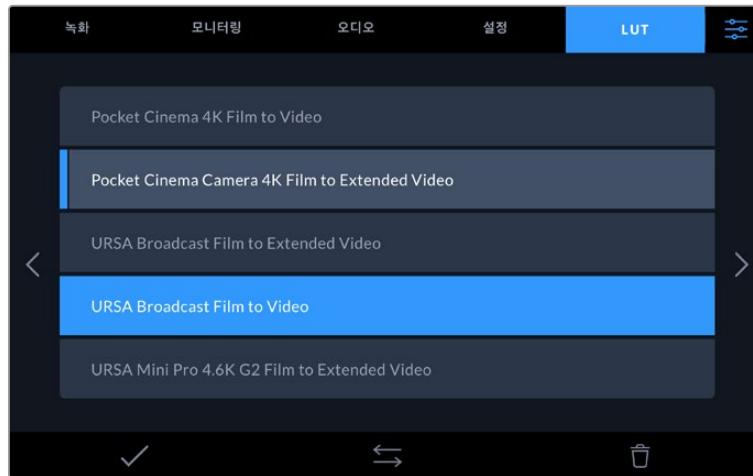 녹화 모니터링 오디오 설정 LUT
Pocket Cinema 4K Film to Video
Pocket Cinema Camera 4K Film to Extended Video
URSA Broadcast Film to Extended Video
URSA Broadcast Film to Video
URSA Mini Pro 4.6K G2 Film to Extended Video